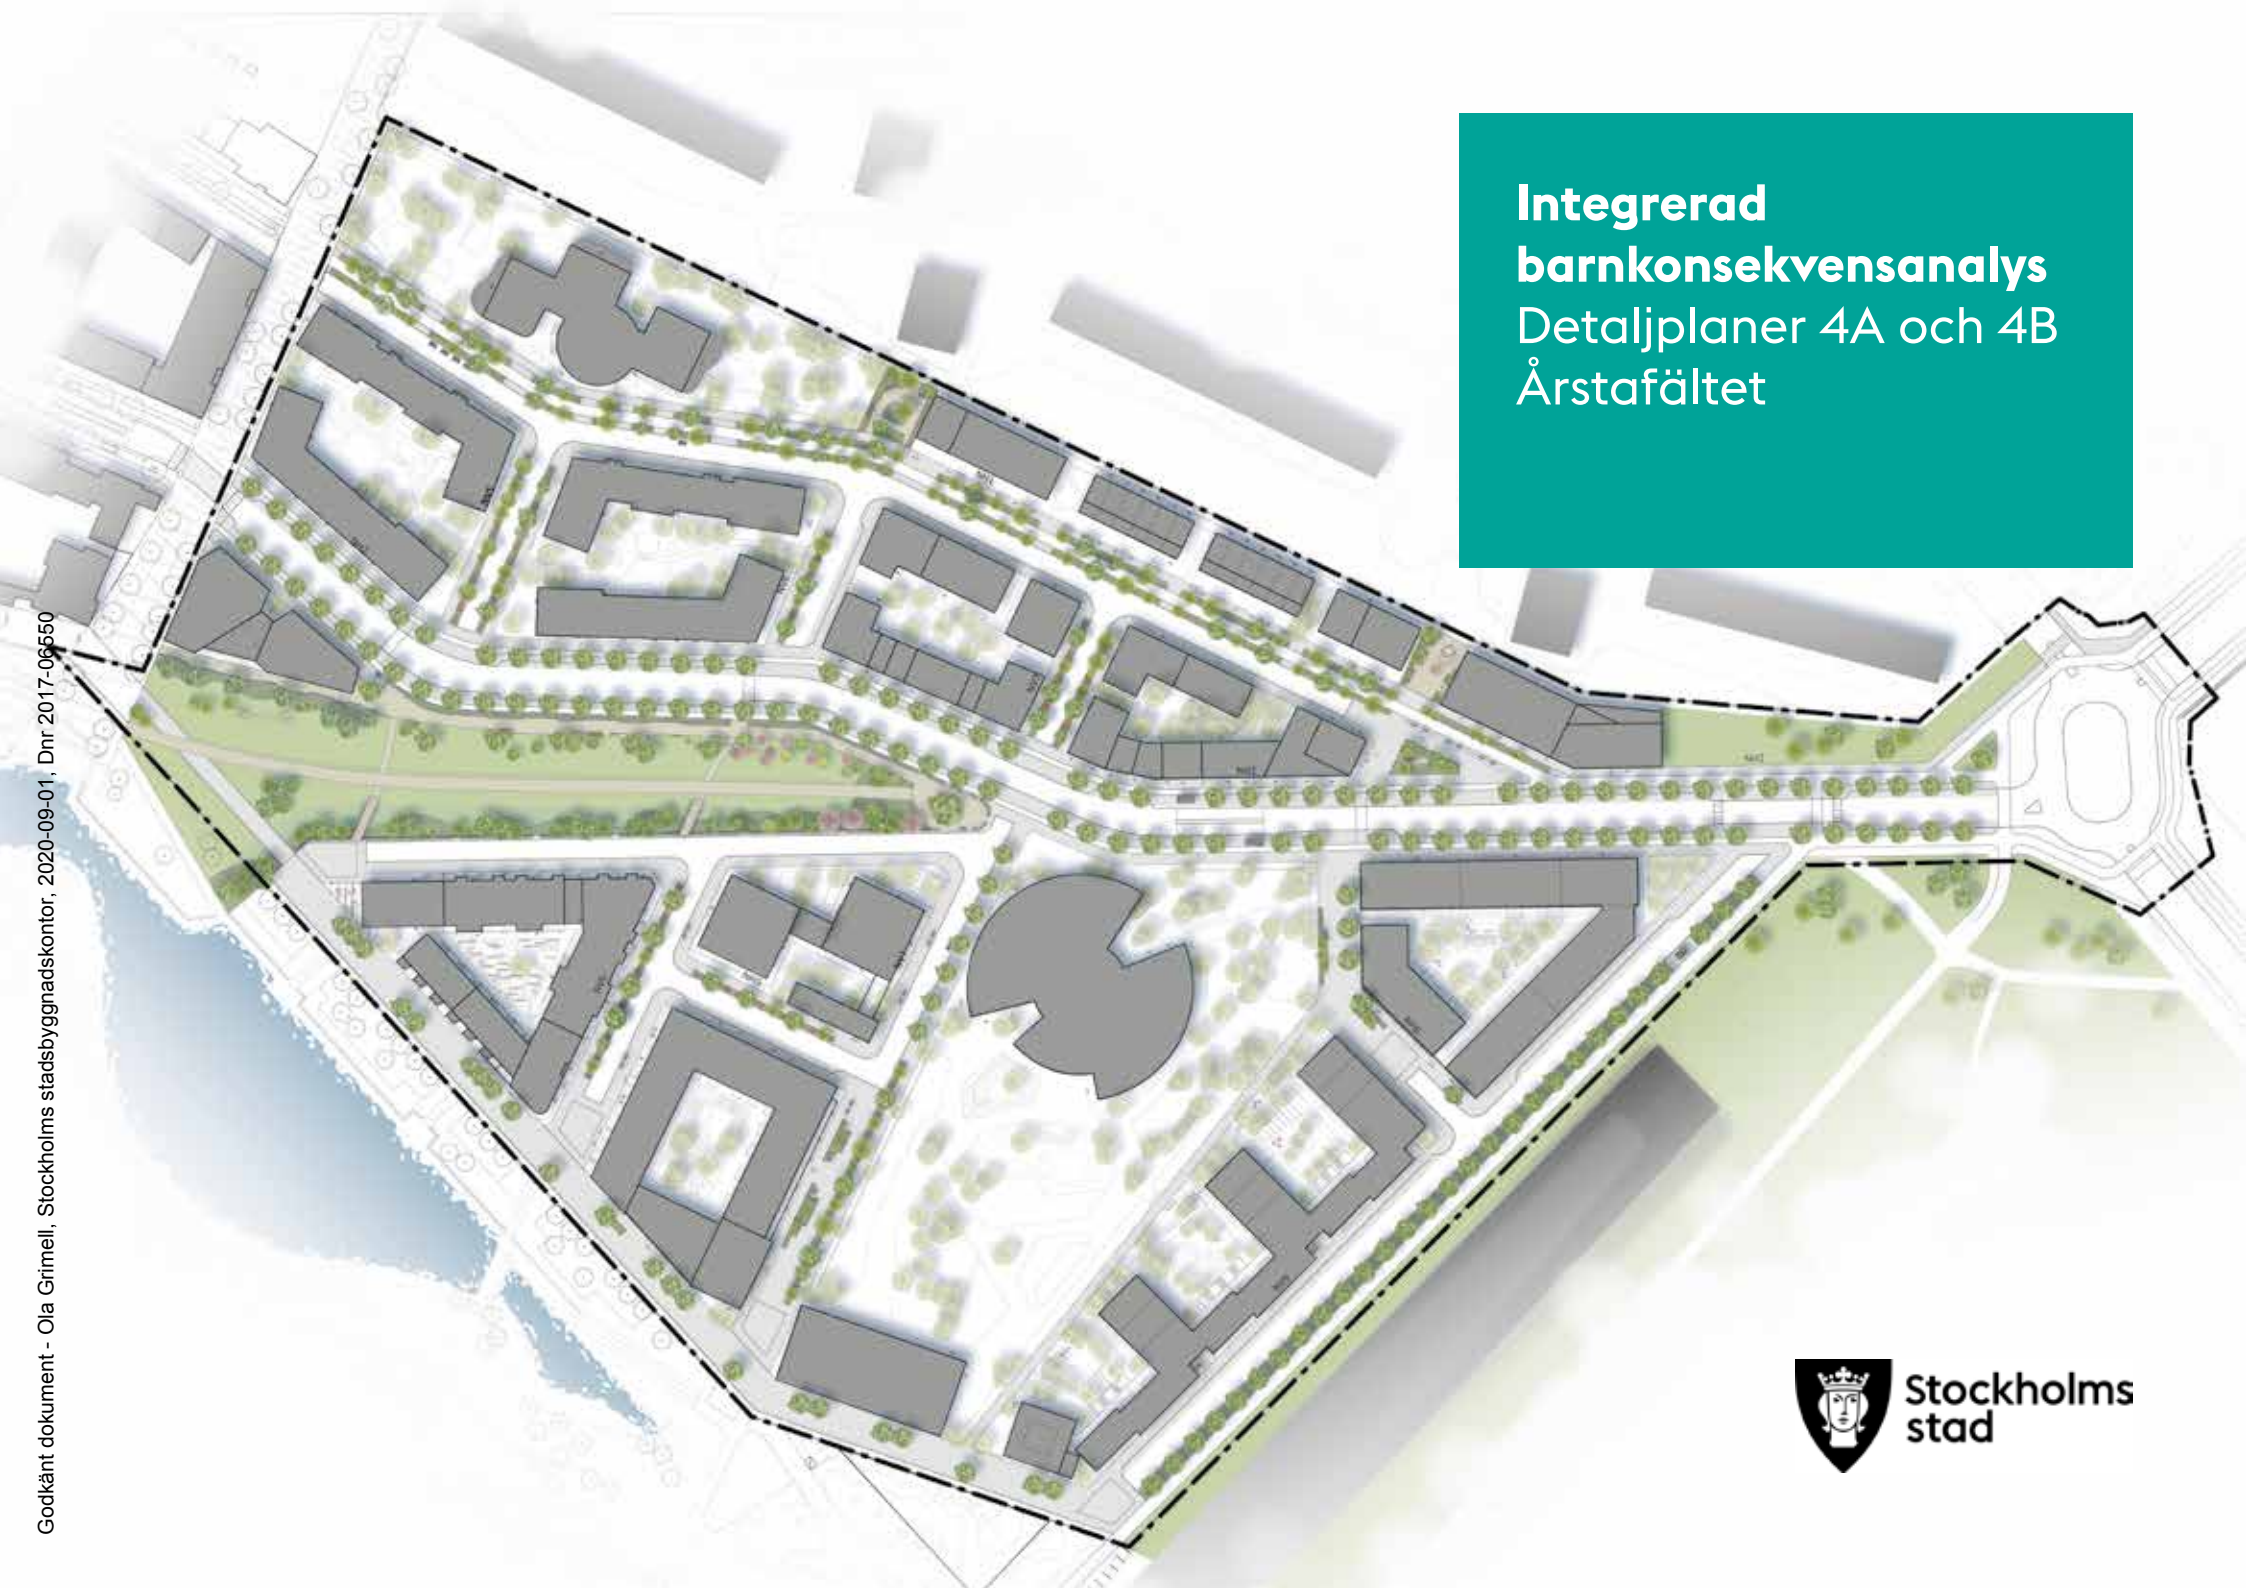 Integrerad
barnkonsekvensanalys
Detaljplaner 4A och 4B
Årstafältet
Godkänt dokument - Ola Grimell, Stockholms stadsbyggnadskontor, 2020-09-01, Dnr 2017-06550
Stockholms
stad